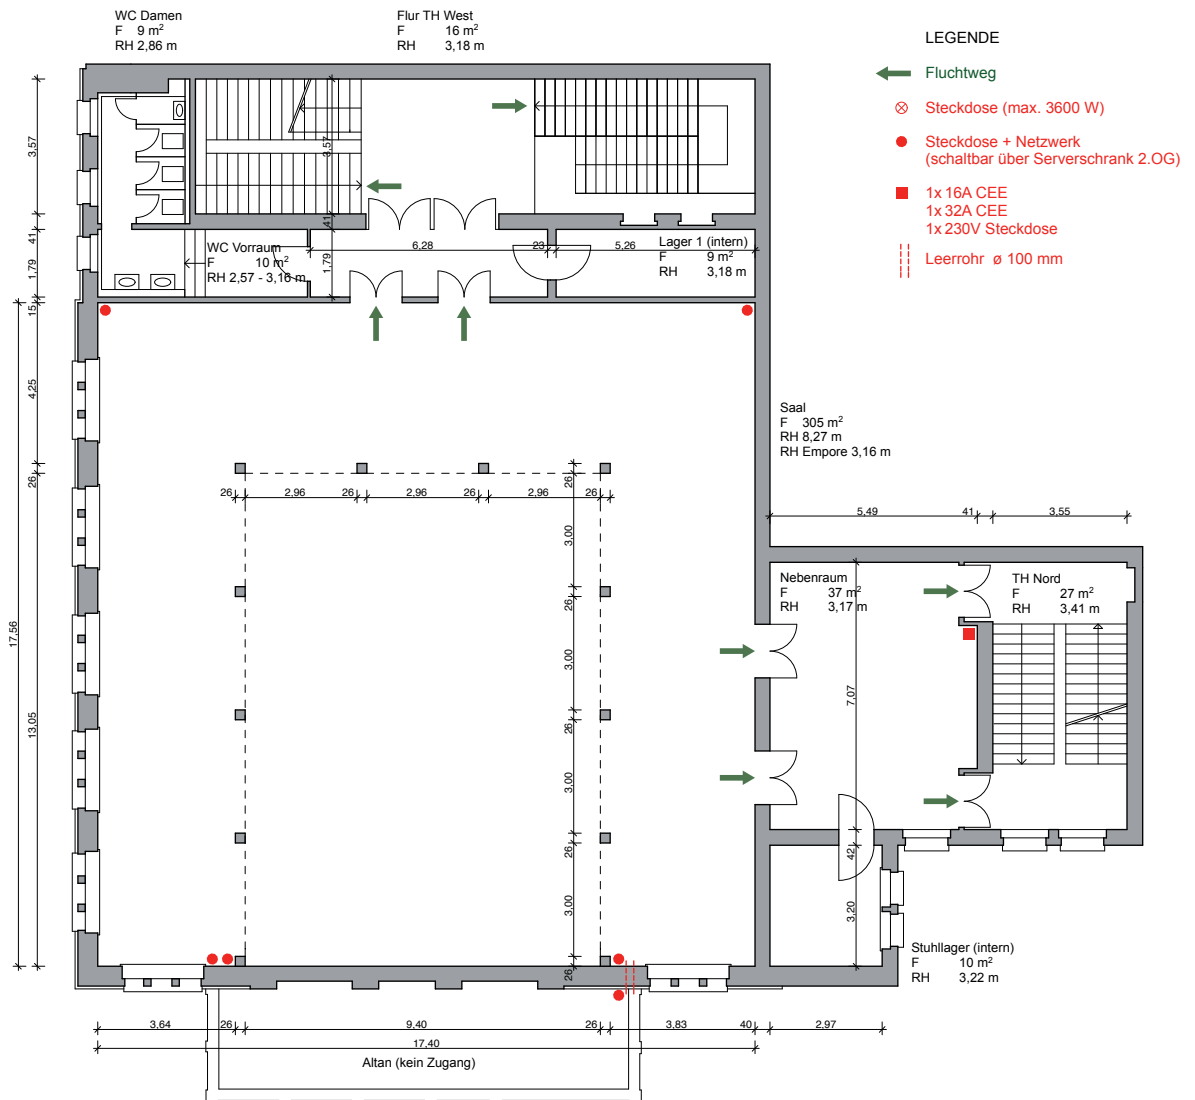 WC Damen
F 9 m²
RH 2,86 m
Flur TH West
F 16 m²
RH 3,18 m
LEGENDE
Fluchtweg
Steckdose (max. 3600 W)
Steckdose + Netzwerk
(schaltbar über Serverschrank 2.OG)
1x 16A CEE
1x 32A CEE
1x 230V Steckdose
Leerrohr ø 100 mm
3,57
3,57
41
41
1,79
1,79
15
WC Vorraum
F 10 m²
RH 2,57 - 3,16 m
6,28
23
5,26
Lager 1 (intern)
F 9 m²
RH 3,18 m
4,25
26
17,56
13,05
Saal
F 305 m²
RH 8,27 m
RH Empore 3,16 m
26
2,96
26
2,96
26
2,96
26
26
3,00
26
3,00
26
3,00
26
3,00
26
5,49
41
3,55
Nebenraum
F 37 m²
RH 3,17 m
TH Nord
F 27 m²
RH 3,41 m
7,07
42
3,20
Stuhllager (intern)
F 10 m²
RH 3,22 m
3,64
26
9,40
26
3,83
40
2,97
17,40
Altan (kein Zugang)